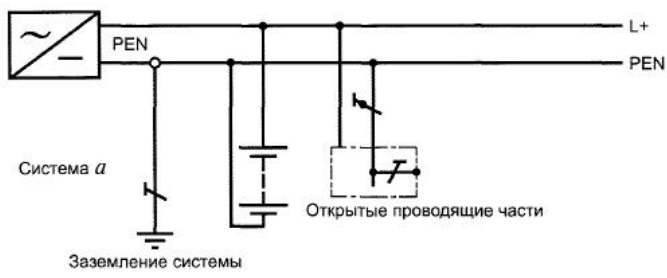 L+
PEN
PEN
Система a
Открытые проводящие части
Заземление системы